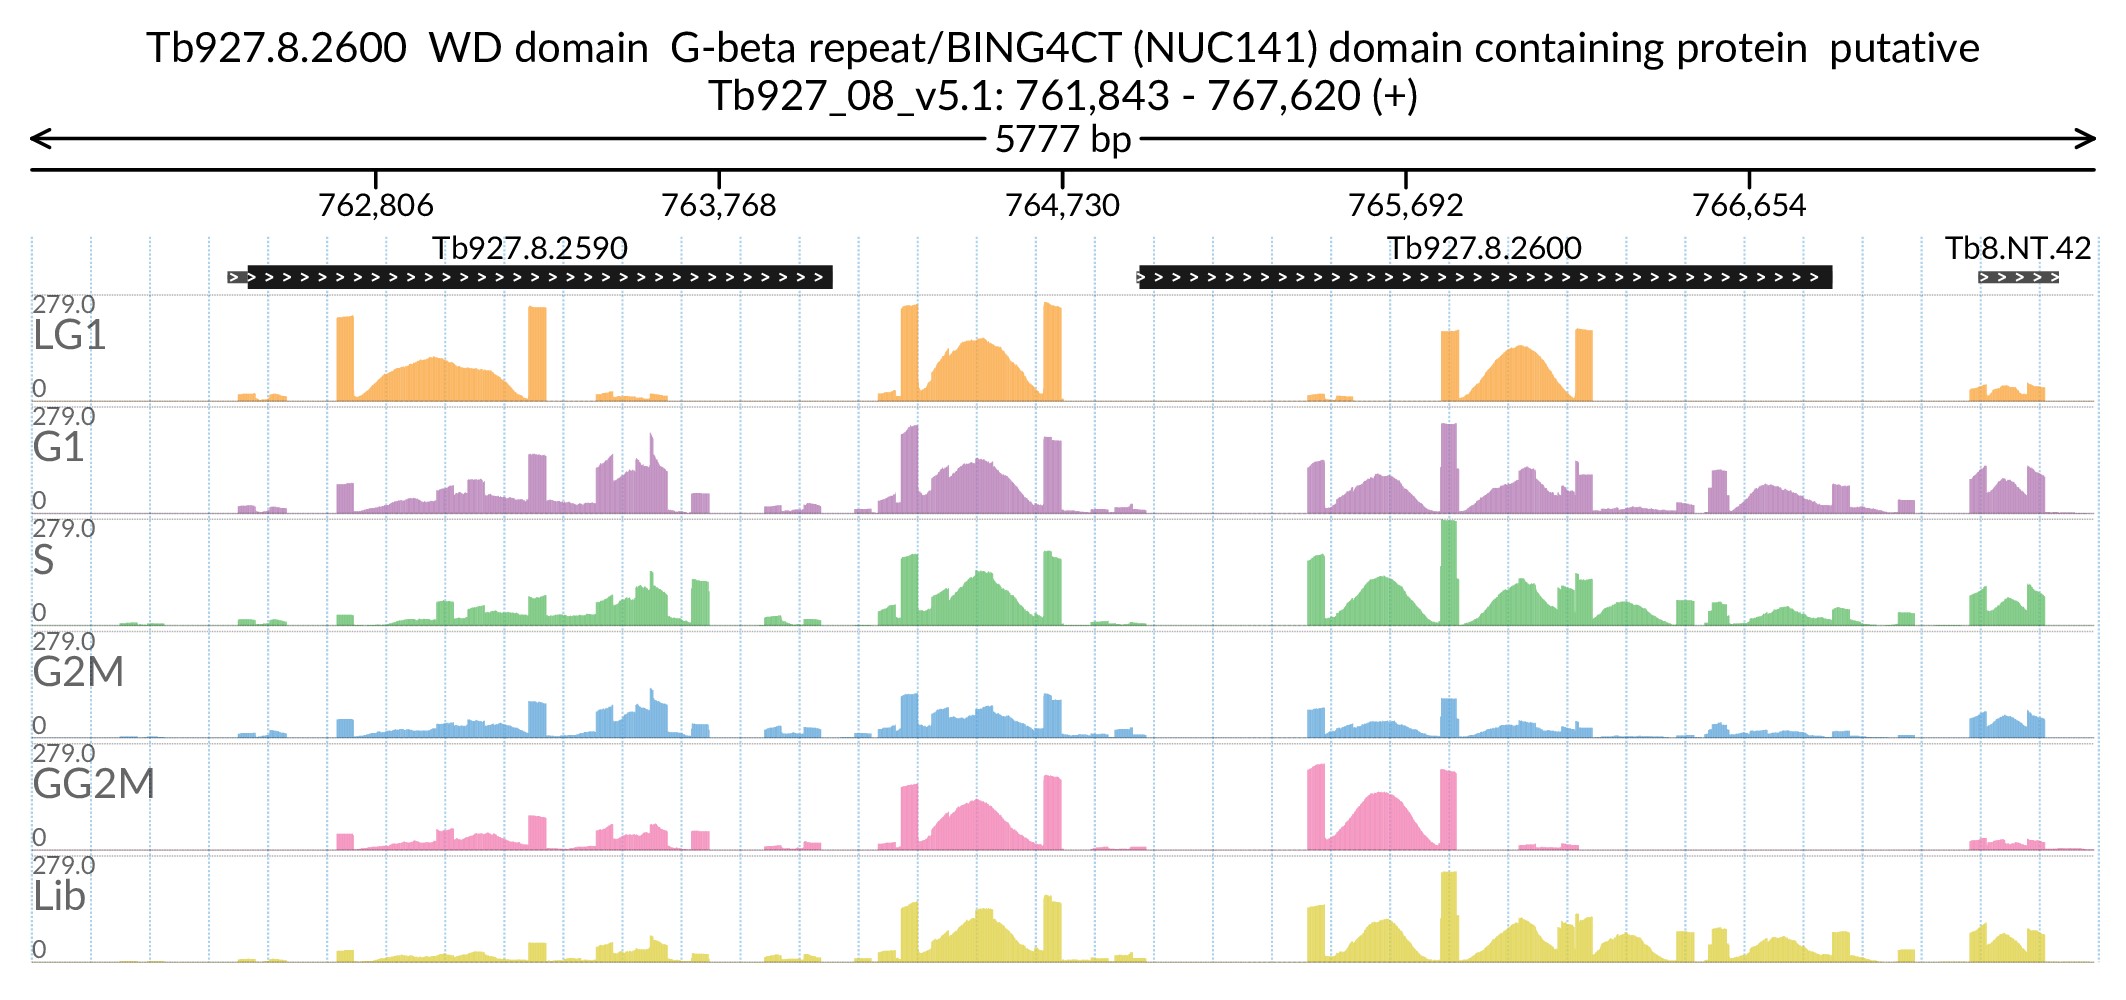 Tb927.8.2600  WD domain  G-beta repeat/BING4CT (NUC141) domain containing protein  putative
Tb927_08_v5.1: 761,843 - 767,620 (+)
5777 bp
762,806 763,768 764,730 765,692 766,654
Tb927.8.2590 Tb927.8.2600 Tb8.NT.42
279.0
LG1
0
279.0
G1
0
279.0
S
0
279.0
G2M
0
279.0
GG2M
0
279.0
Lib
0